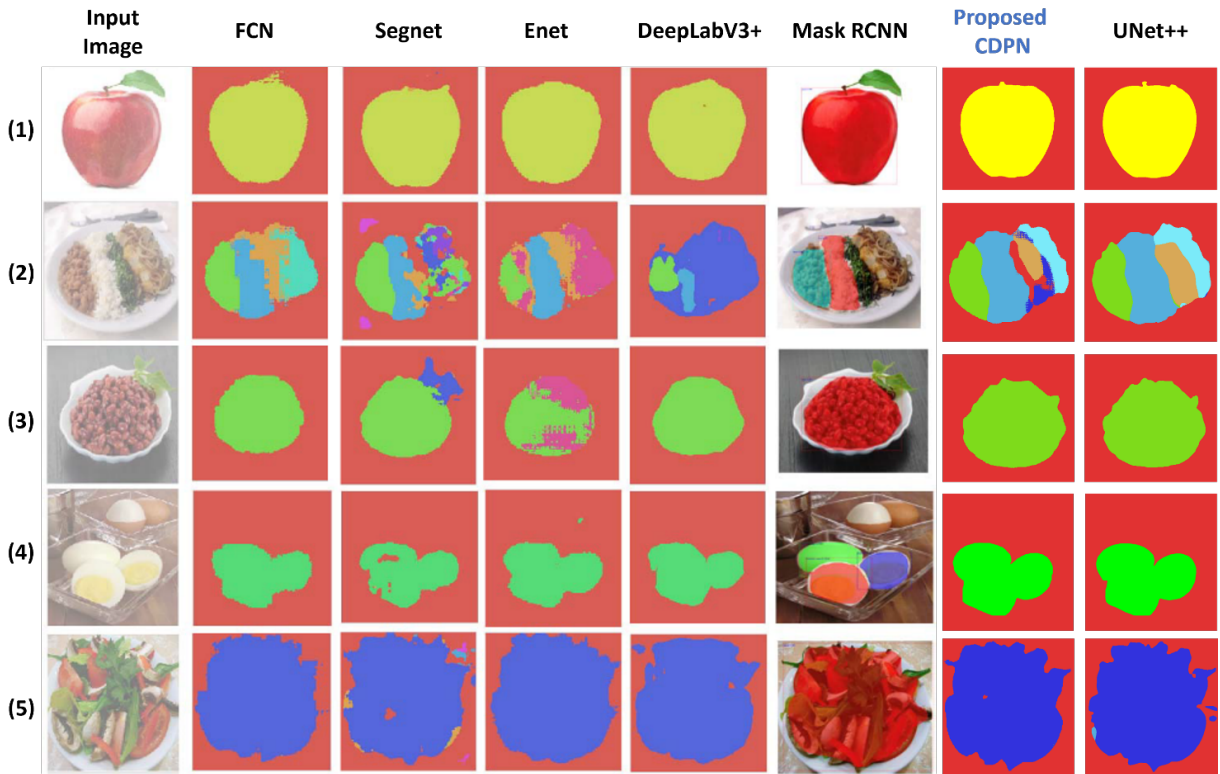 Input Image
FCN
Segnet
Enet
DeepLabV3+
Mask RCNN
Proposed CDPN
UNet++
(1)
(2)
(3)
(4)
(5)